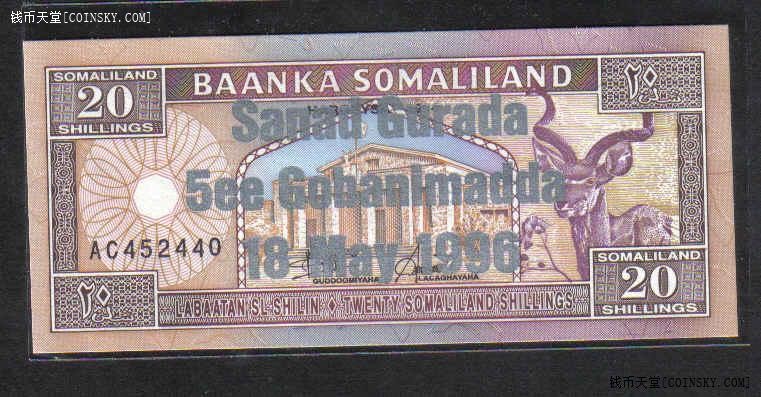 钱币天堂[COINSKY.COM]
BAANKA SOMALILAND
SOMALILAND
20
SHILLINGS
٢٠
Sanad Gurada
5ee Gobanimadda
18 May 1996
AC452440
GUDDOOMIYAHA
LACAGHAYAHA
SOMALILAND
20
SHILLINGS
٢٠
LABAATAN SL SHILIN ♦ TWENTY SOMALILAND SHILLINGS
钱币天堂[COINSKY.COM]